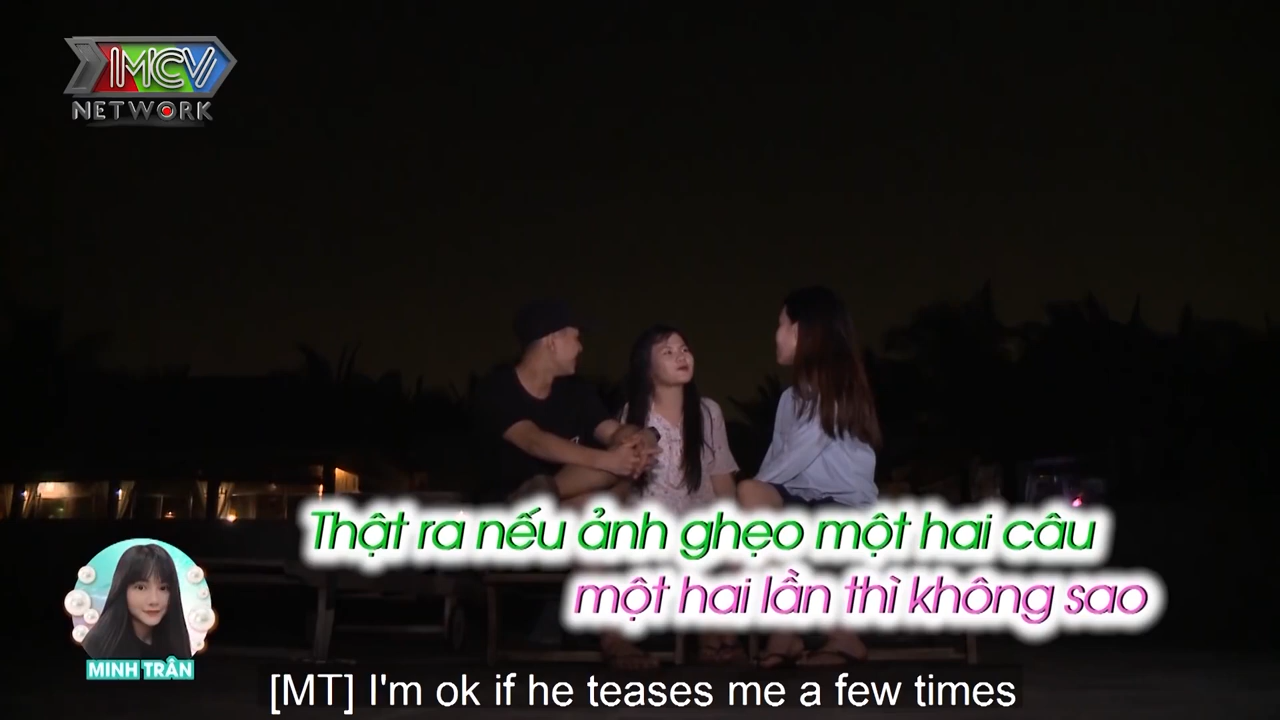 MCV
NETWORK
Thật ra nếu ảnh ghẹo một hai câu
một hai lần thì không sao
MINH TRÂN
[MT] I'm ok if he teases me a few times